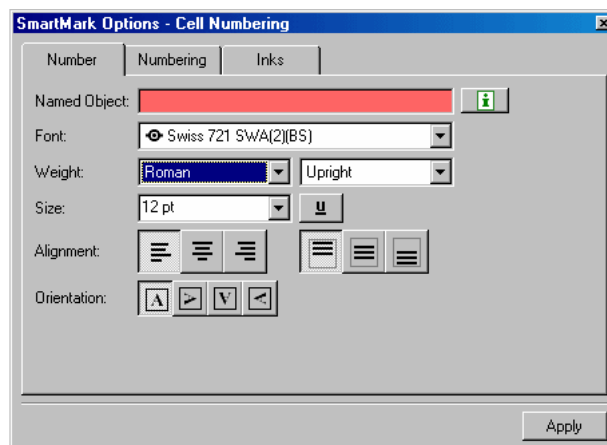 SmartMark Options - Cell Numbering
Number Numbering Inks
Named Object:
Font: Swiss 721 SWA(2)(BS)
Weight: Roman Upright
Size: 12 pt u
Alignment:
Orientation: A A A A
Apply